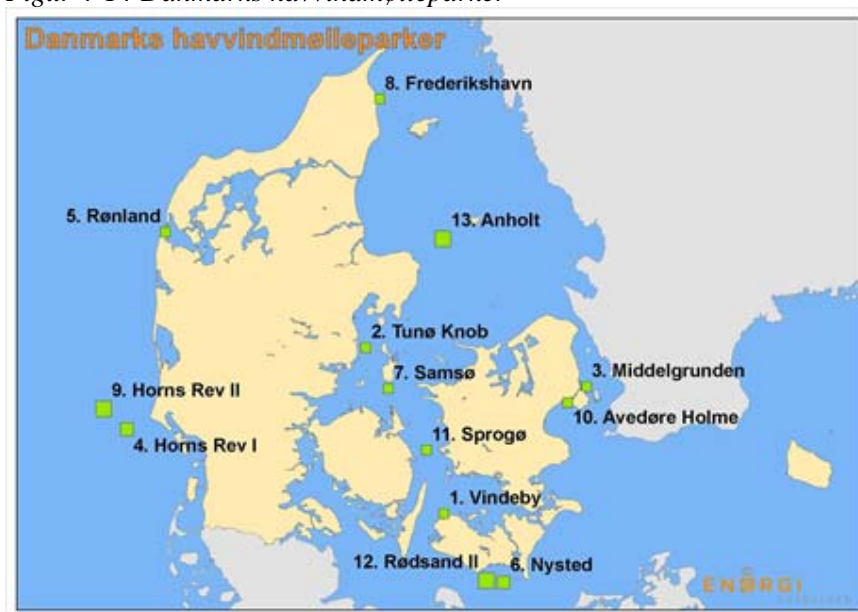 Danmarks havvindmølleparker
8. Frederikshavn
5. Rønland
13. Anholt
2. Tunø Knob
7. Samsø
3. Middelgrunden
9. Horns Rev II
10. Avedøre Holme
4. Horns Rev I
11. Sprogø
1. Vindeby
12. Rødsand II
6. Nysted
ENERGI